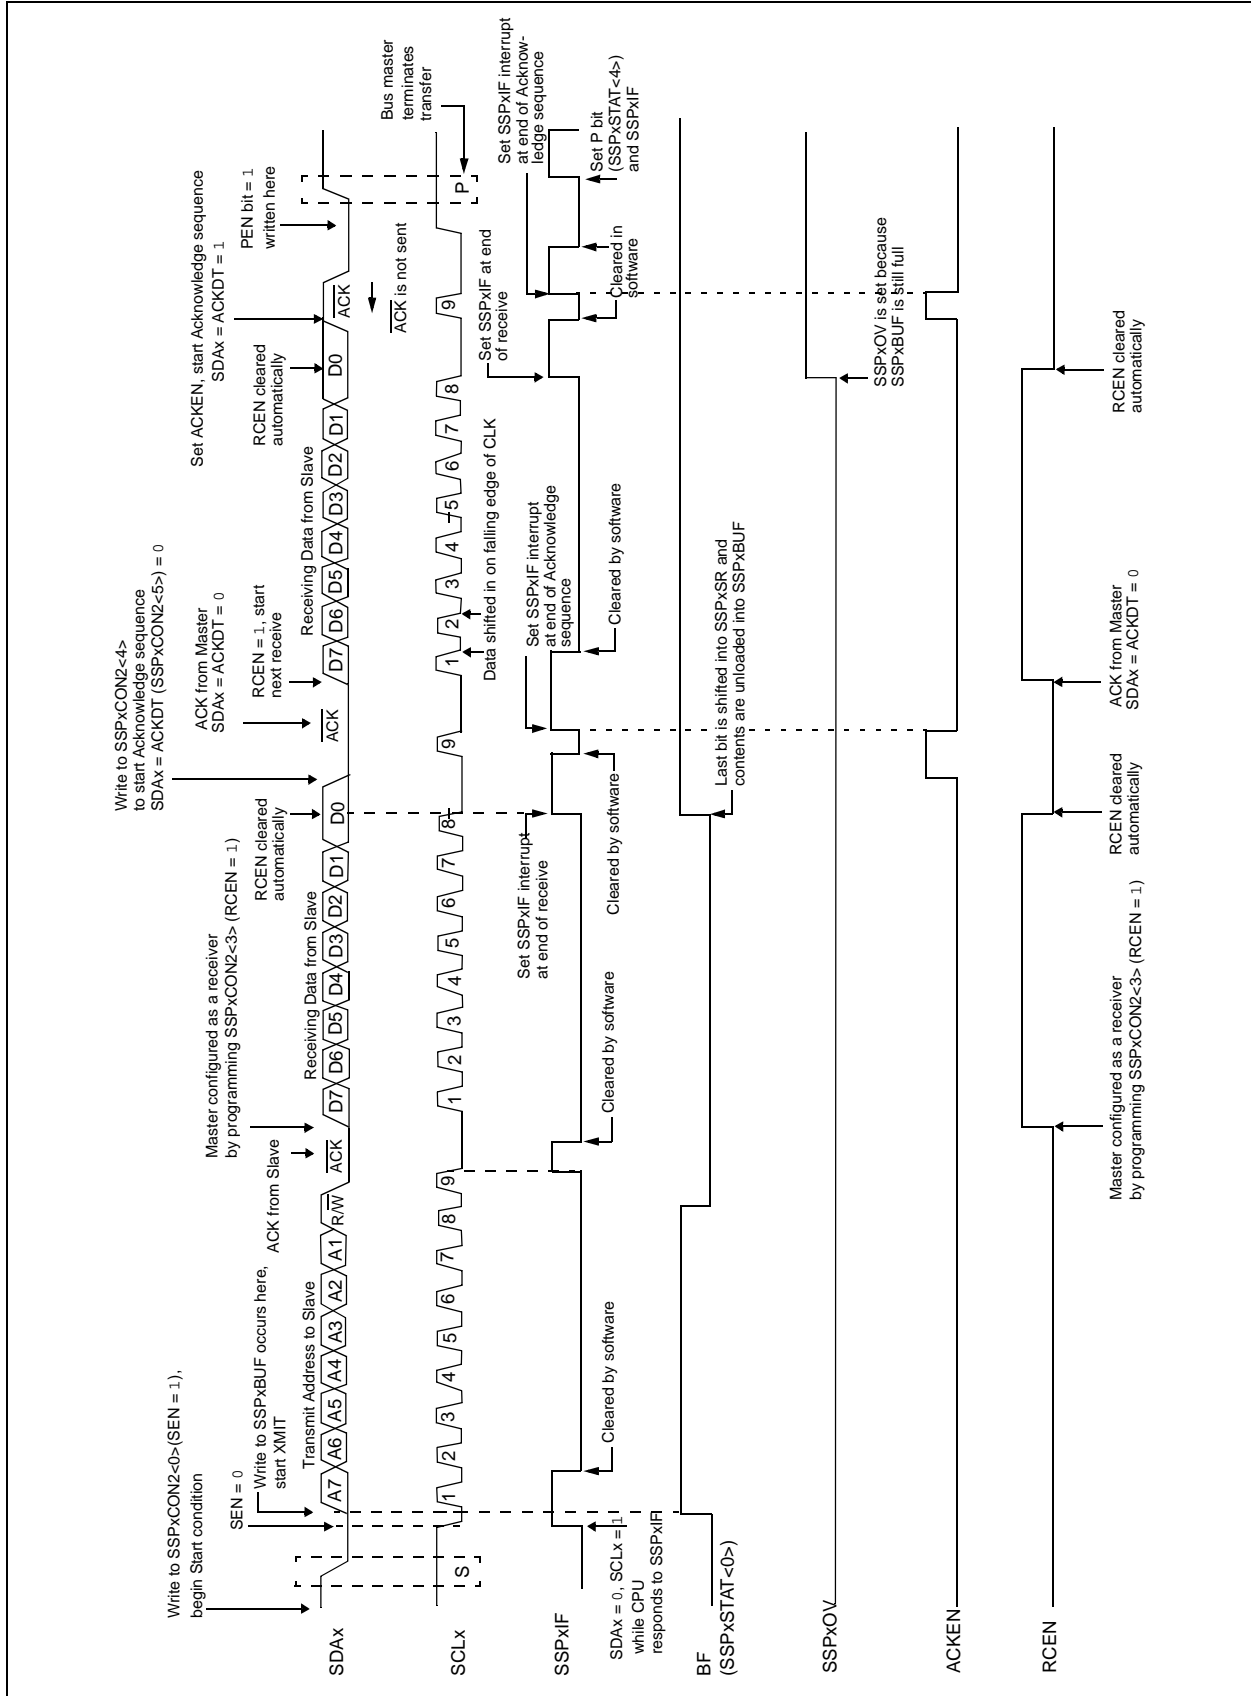 Write to SSPxCON2<0>(SEN = 1),
begin Start condition
SEN = 0
Write to SSPxBUF occurs here,
start XMIT
ACK from Slave
Master configured as a receiver
by programming SSPxCON2<3> (RCEN = 1)
RCEN cleared
automatically
Write to SSPxCON2<4>
to start Acknowledge sequence
SDAx = ACKDT (SSPxCON2<5>) = 0
ACK from Master
SDAx = ACKDT = 0
RCEN = 1, start
next receive
RCEN cleared
automatically
Set ACKEN, start Acknowledge sequence
SDAx = ACKDT = 1
PEN bit = 1
written here
Transmit Address to Slave
Receiving Data from Slave
Receiving Data from Slave
SDAx
A7 A6 A5 A4 A3 A2 A1 R/W ACK D7 D6 D5 D4 D3 D2 D1 D0 ACK D7 D6 D5 D4 D3 D2 D1 D0 ACK
ACK is not sent
Bus master
terminates
transfer
SCLx
S 1 2 3 4 5 6 7 8 9 1 2 3 4 5 6 7 8 9 1 2 3 4 5 6 7 8 9 P
Data shifted in on falling edge of CLK
Set SSPxIF interrupt
at end of receive
Set SSPxIF interrupt
at end of Acknowledge
sequence
Set SSPxIF at end
of receive
Set SSPxIF interrupt
at end of Acknow-
ledge sequence
SSPxIF
SDAx = 0, SCLx = 1
while CPU
responds to SSPxIF
Cleared by software
Cleared by software
Cleared by software
Cleared by software
Cleared in
software
Set P bit
(SSPxSTAT<4>)
and SSPxIF
BF
(SSPxSTAT<0>)
Last bit is shifted into SSPxSR and
contents are unloaded into SSPxBUF
SSPxOV
SSPxOV is set because
SSPxBUF is still full
ACKEN
RCEN
Master configured as a receiver
by programming SSPxCON2<3> (RCEN = 1)
RCEN cleared
automatically
ACK from Master
SDAx = ACKDT = 0
RCEN cleared
automatically